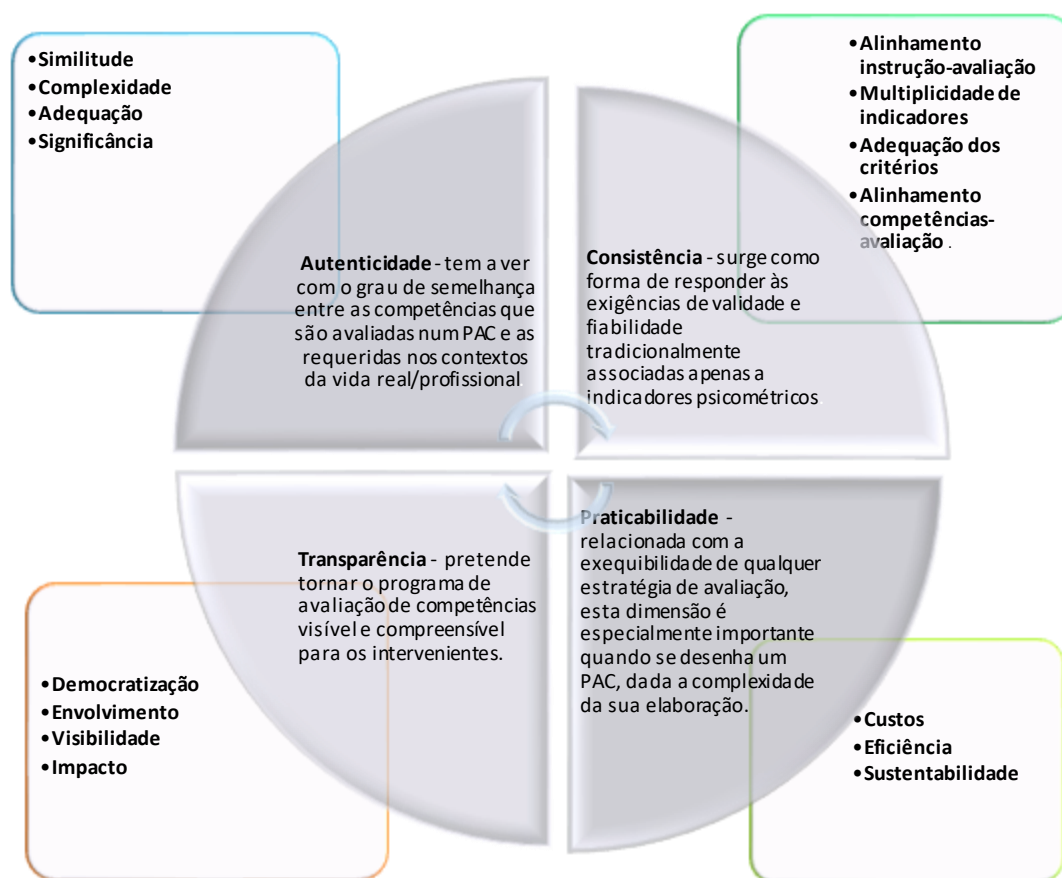 •Similitude
•Complexidade
•Adequação
•Significância
•Alinhamento
instrução-avaliação
•Multiplicidade de
indicadores
•Adequação dos
critérios
•Alinhamento
competências-
avaliação .
Autenticidade - tem a ver
com o grau de semelhança
entre as competências que
são avaliadas num PAC e as
requeridas nos contextos
da vida real/profissional.
Consistência - surge como
forma de responder às
exigências de validade e
fiabilidade
tradicionalmente
associadas apenas a
indicadores psicométricos
Transparência - pretende
tornar o programa de
avaliação de competências
visível e compreensível
para os intervenientes.
Praticabilidade -
relacionada com a
exequibilidade de qualquer
estratégia de avaliação,
esta dimensão é
especialmente importante
quando se desenha um
PAC, dada a complexidade
da sua elaboração.
•Democratização
•Envolvimento
•Visibilidade
•Impacto
•Custos
•Eficiência
•Sustentabilidade